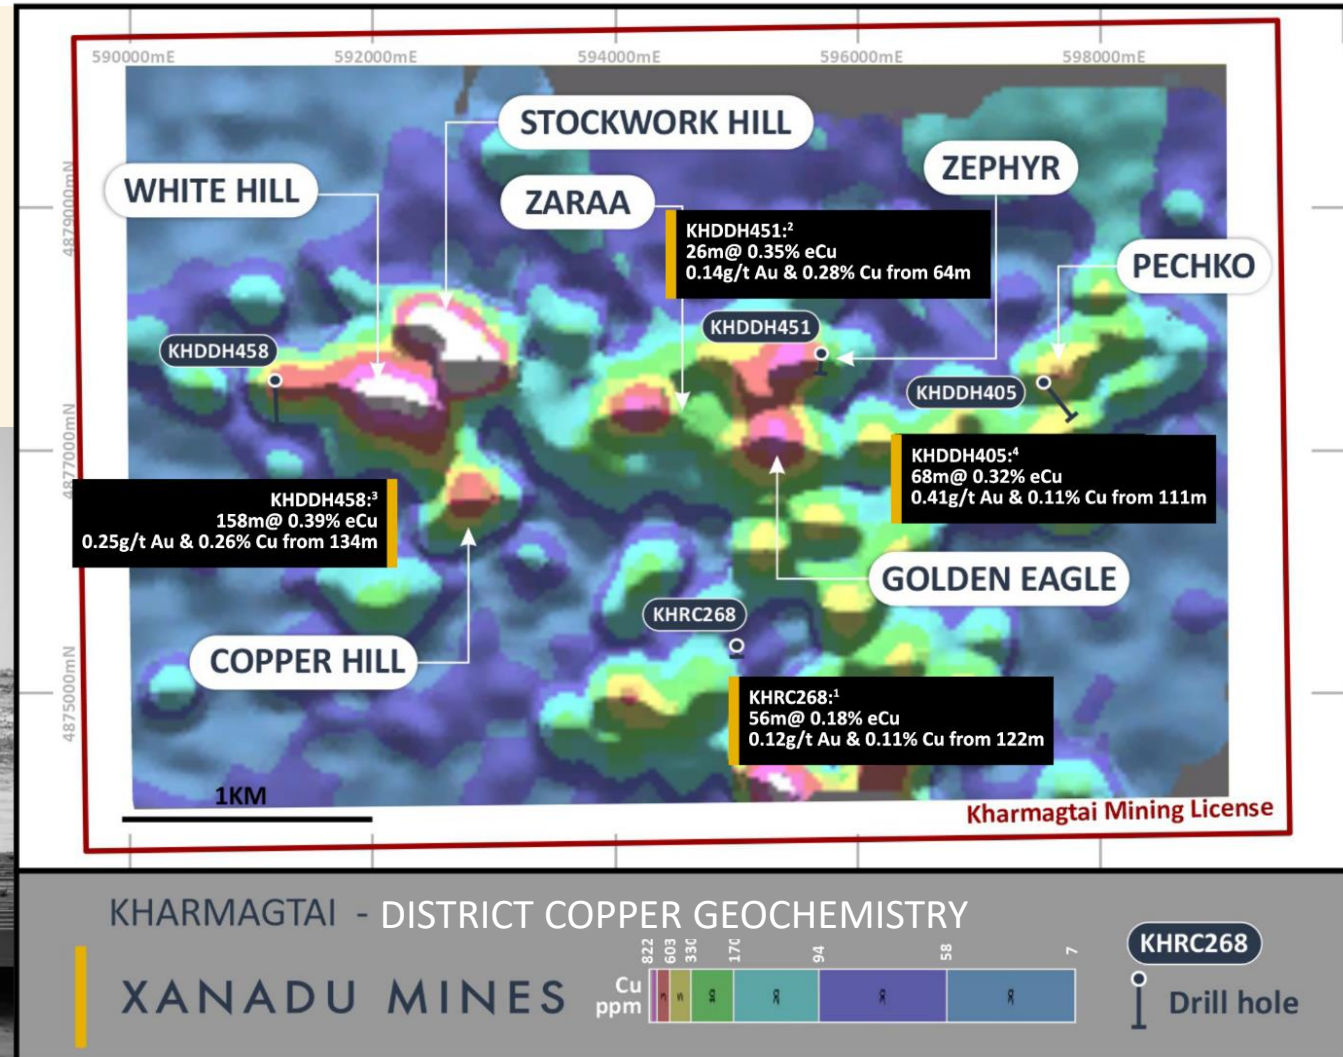 590000mE
592000mE
594000mE
596000mE
598000mE
4879000mN
4877000mN
4875000mN
STOCKWORK HILL
WHITE HILL
ZARAA
ZEPHYR
PECHKO
KHDDH451:²
26m@ 0.35% eCu
0.14g/t Au & 0.28% Cu from 64m
KHDDH451
KHDDH458
KHDDH405
KHDDH405:⁴
68m@ 0.32% eCu
0.41g/t Au & 0.11% Cu from 111m
KHDDH458:³
158m@ 0.39% eCu
0.25g/t Au & 0.26% Cu from 134m
GOLDEN EAGLE
KHRC268
COPPER HILL
KHRC268:¹
56m@ 0.18% eCu
0.12g/t Au & 0.11% Cu from 122m
1KM
Kharmagtai Mining License
KHARMAGTAI - DISTRICT COPPER GEOCHEMISTRY
XANADU MINES
Cu
ppm
822
603
330
170
94
58
7
KHRC268
Drill hole